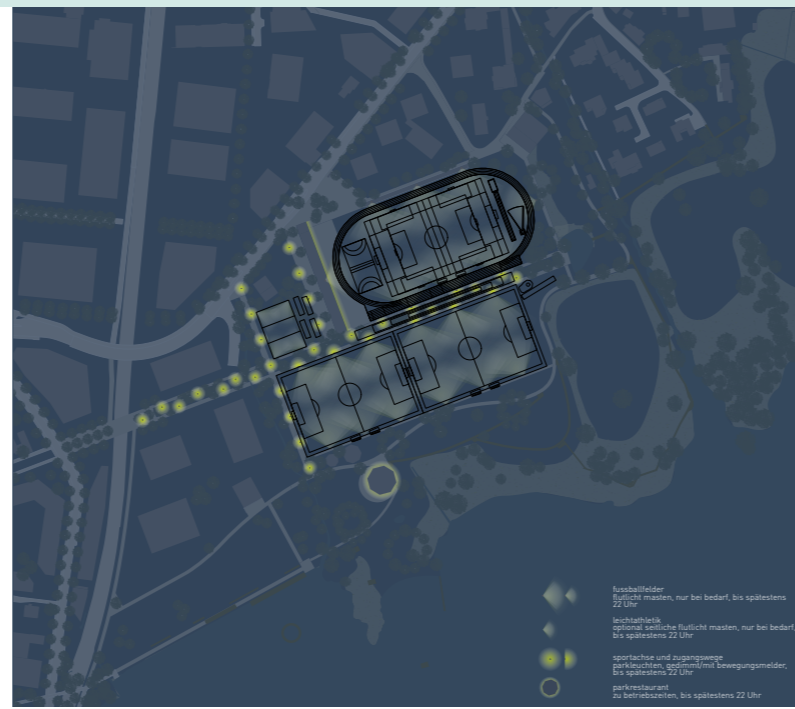 fussballfelder
flutlicht masten, nur bei bedarf, bis spätestens
22 Uhr
leichtathletik
optional seitliche flutlicht masten, nur bei bedarf,
bis spätestens 22 Uhr
sportachse und zugangswege
parkleuchten, gedimmt/mit bewegungsmelder,
bis spätestens 22 Uhr
parkrestaurant
zu betriebszeiten, bis spätestens 22 Uhr